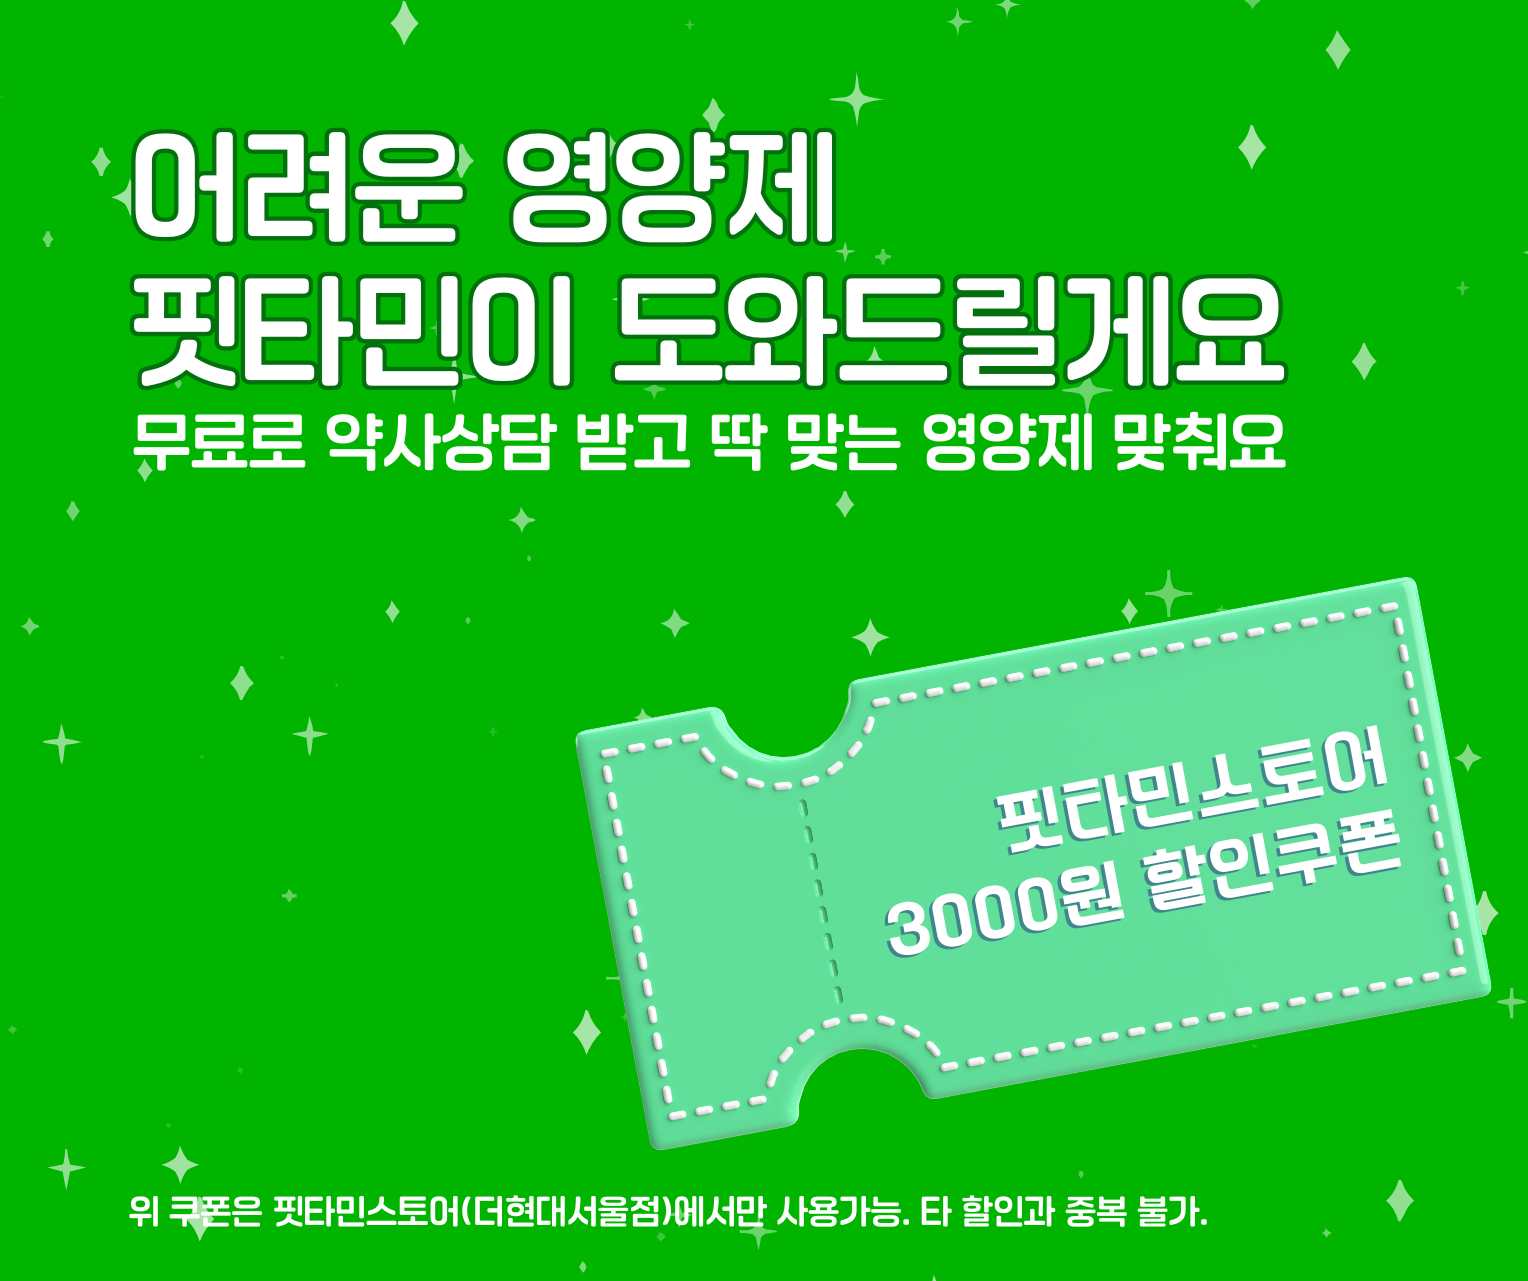 어려운 영양제
핏타민이 도와드릴게요
무료로 약사상담 받고 딱 맞는 영양제 맞춰요
핏타민스토어
3000원 할인쿠폰
위 쿠폰은 핏타민스토어(더현대서울점)에서만 사용가능. 타 할인과 중복 불가.